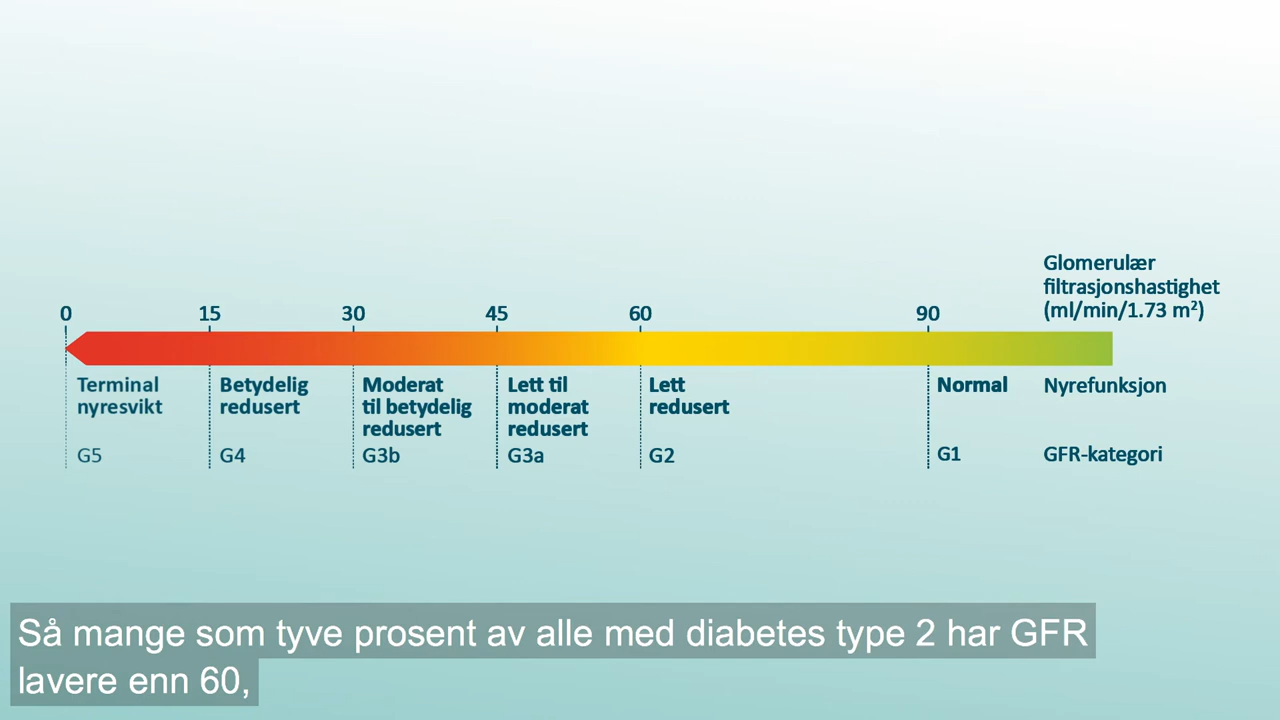 Glomerulær
filtrasjonshastighet
(ml/min/1.73 m²)
0 15 30 45 60 90
Terminal
nyresvikt
G5
Betydelig
redusert
G4
Moderat
til betydelig
redusert
G3b
Lett til
moderat
redusert
G3a
Lett
redusert
G2
Normal
G1
Nyrefunksjon
GFR-kategori
Så mange som tyve prosent av alle med diabetes type 2 har GFR
lavere enn 60,